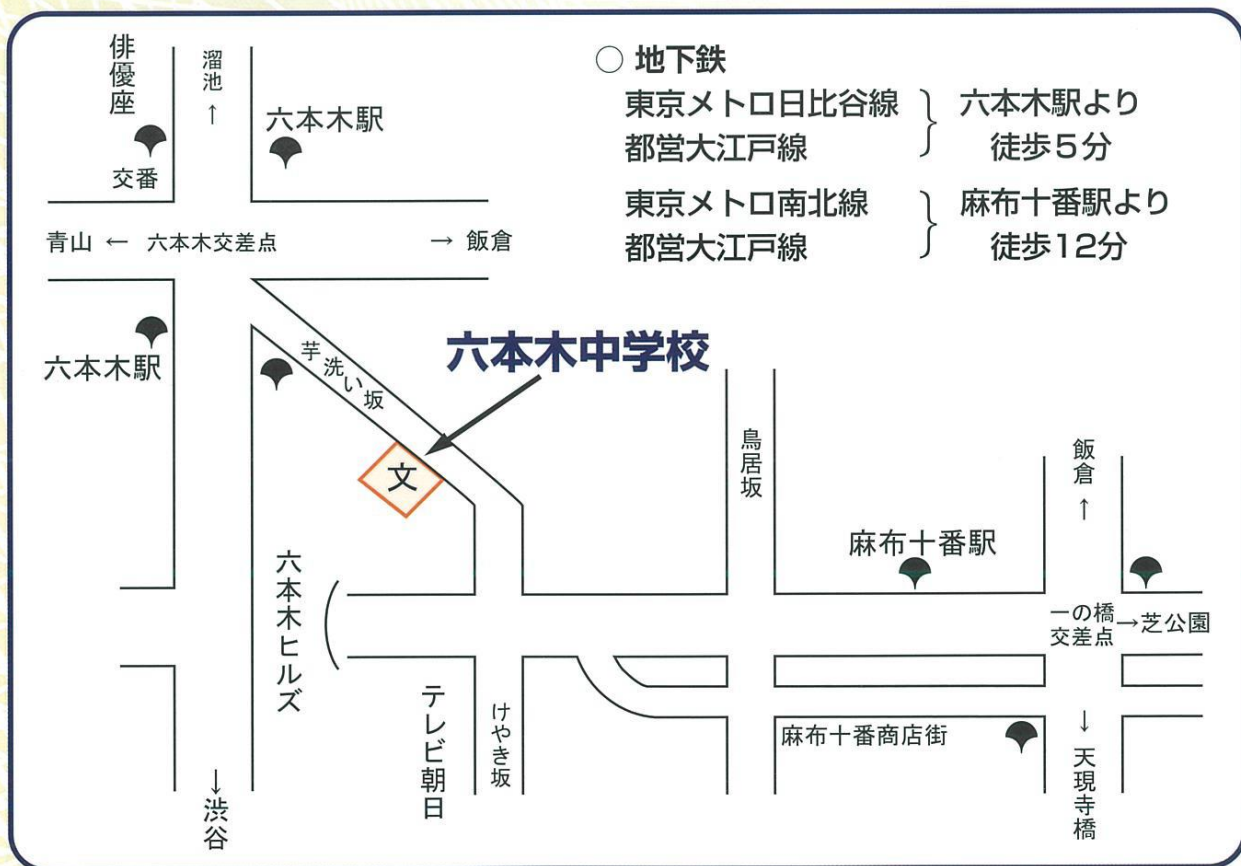 俳優座
溜池
↑
六本木駅
交番
青山 ← 六本木交差点
→ 飯倉
○ 地下鉄
東京メトロ日比谷線
都営大江戸線
六本木駅より
徒歩5分
東京メトロ南北線
都営大江戸線
麻布十番駅より
徒歩12分
六本木駅
芋洗い坂
六本木中学校
文
鳥居坂
飯倉
↑
麻布十番駅
一の橋
交差点
→芝公園
六本木ヒルズ
テレビ朝日
けやき坂
麻布十番商店街
↓渋谷
↓天現寺橋